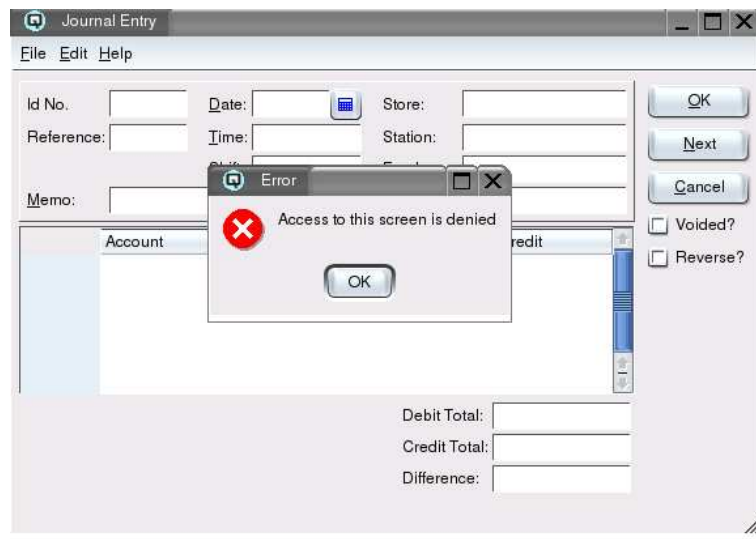 Journal Entry
File Edit Help
Id No. Date: Store: OK
Reference: Time: Station: Next
Error
Memo: Cancel
Access to this screen is denied
Voided?
Account
Reverse?
OK
Debit Total:
Credit Total:
Difference: